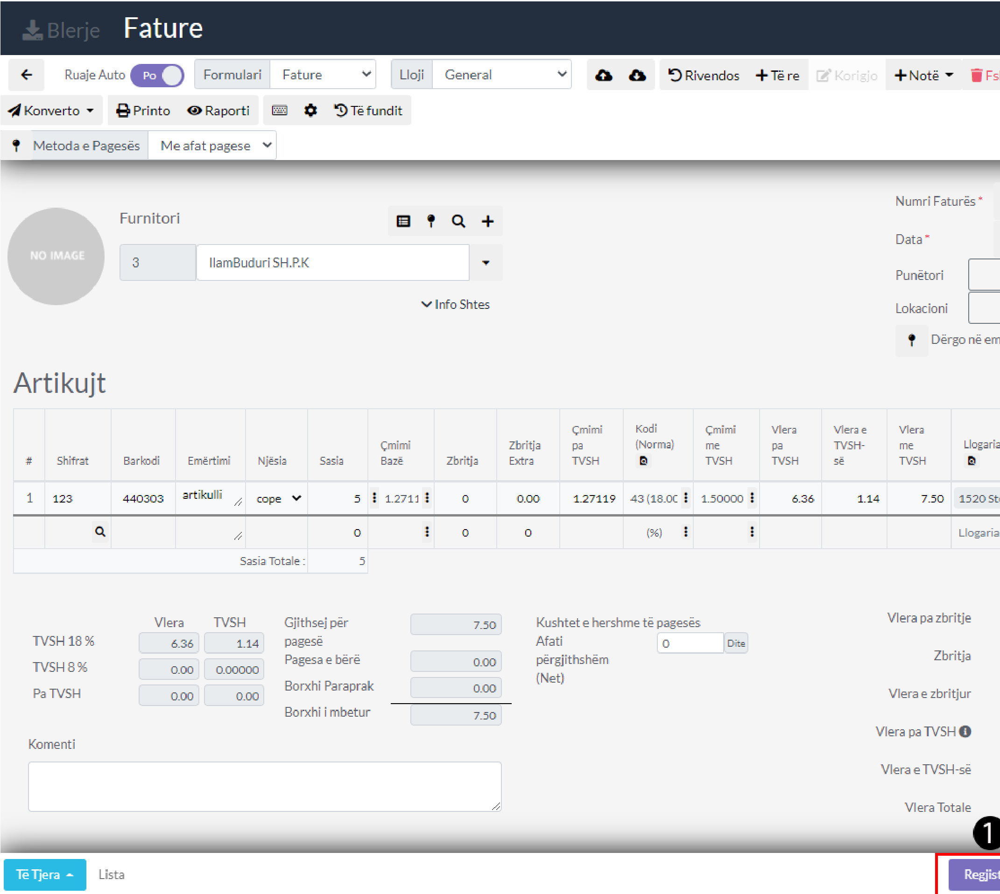 Blerje Fature
Ruaje Auto Po Formulari Fature Lloji General Rivendos Të re Korigjo Notë
Konverto Printo Raporti Të fundit
Metoda e Pagesës Me afat pagese
Numri Faturës *
Furnitori
Data *
NO IMAGE
3 IlamBuduri SH.P.K
Punëtori
Info Shtes
Lokacioni
Dërgo në em
Artikujt
# Shifrat Barkodi Emërtimi Njësia Sasia Çmimi Bazë Zbritja Zbritja Extra Çmimi pa TVSH Kodi (Norma) Çmimi me TVSH Vlera pa TVSH Vlera e TVSH-së Vlera me TVSH Llogaria
1 123 440303 artikulli cope 5 1.2711 0 0.00 1.27119 43 (18.00 1.50000 6.36 1.14 7.50 1520 Sto
0 0 0 (%) Llogaria
Sasia Totale : 5
Vlera TVSH
TVSH 18 % 6.36 1.14
TVSH 8 % 0.00 0.00000
Pa TVSH 0.00 0.00
Gjithsej për pagesë 7.50
Pagesa e bërë 0.00
Borxhi Paraprak 0.00
Borxhi i mbetur 7.50
Kushtet e hershme të pagesës
Afati përgjithshëm (Net) 0 Dite
Vlera pa zbritje
Zbritja
Vlera e zbritjur
Vlera pa TVSH
Vlera e TVSH-së
Vlera Totale
Komenti
1
Të Tjera Lista Regjist